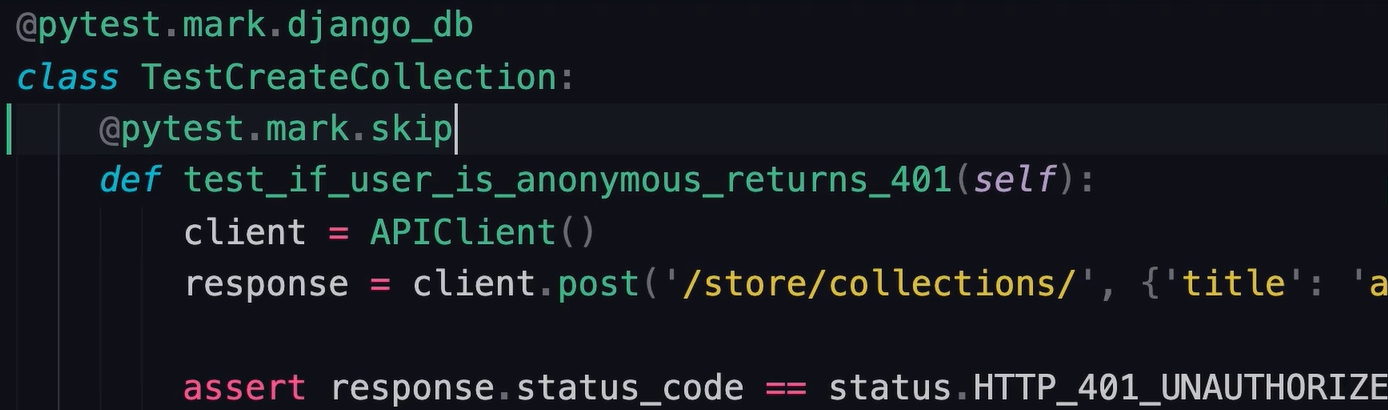 @pytest.mark.django_db
class TestCreateCollection:
    @pytest.mark.skip
    def test_if_user_is_anonymous_returns_401(self):
        client = APIClient()
        response = client.post('/store/collections/', {'title': 'a
        assert response.status_code == status.HTTP_401_UNAUTHORIZE